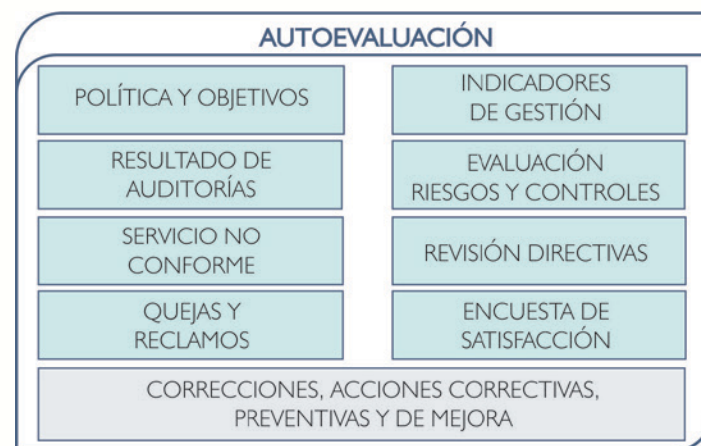 AUTOEVALUACIÓN
POLÍTICA Y OBJETIVOS
INDICADORES
DE GESTIÓN
RESULTADO DE
AUDITORÍAS
EVALUACIÓN
RIESGOS Y CONTROLES
SERVICIO NO
CONFORME
REVISIÓN DIRECTIVAS
QUEJAS Y
RECLAMOS
ENCUESTA DE
SATISFACCIÓN
CORRECCIONES, ACCIONES CORRECTIVAS,
PREVENTIVAS Y DE MEJORA